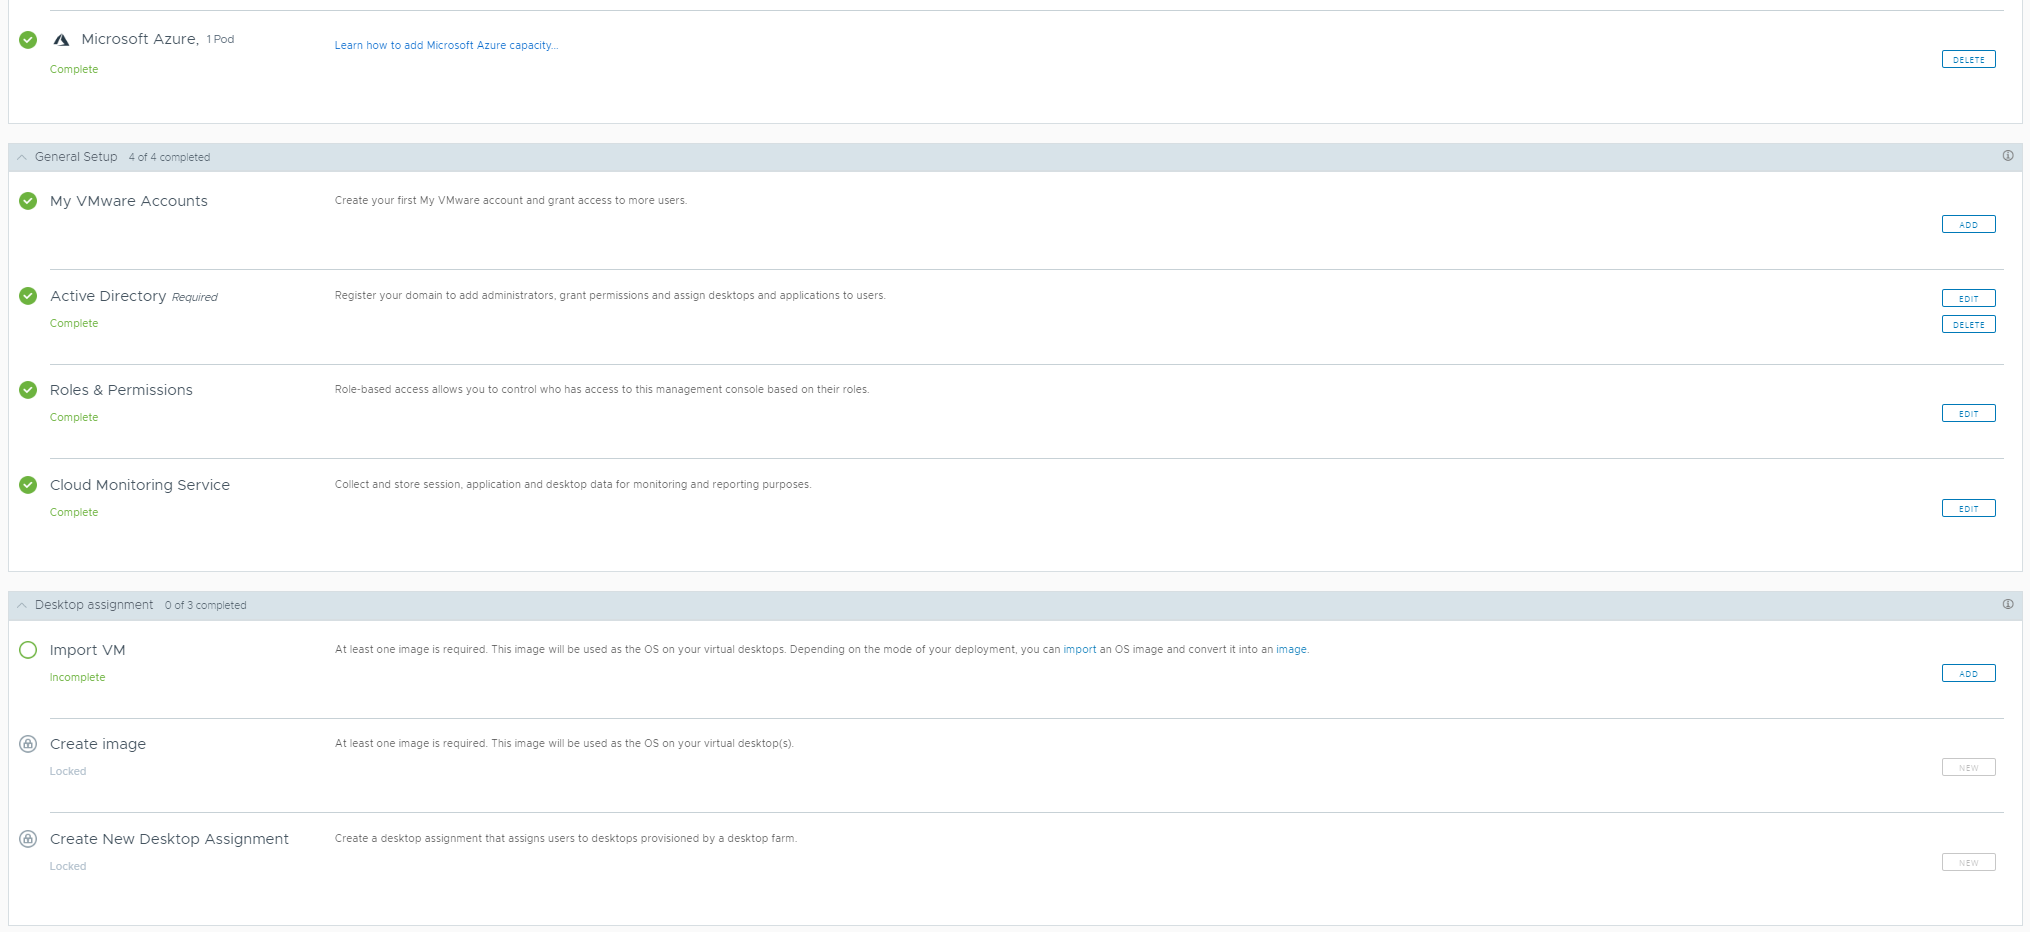 Microsoft Azure, 1 Pod
Learn how to add Microsoft Azure capacity...
DELETE
Complete
General Setup 4 of 4 completed
My VMware Accounts
Create your first My VMware account and grant access to more users.
ADD
Active Directory Required
Register your domain to add administrators, grant permissions and assign desktops and applications to users.
EDIT
Complete
DELETE
Roles & Permissions
Role-based access allows you to control who has access to this management console based on their roles.
Complete
EDIT
Cloud Monitoring Service
Collect and store session, application and desktop data for monitoring and reporting purposes.
Complete
EDIT
Desktop assignment 0 of 3 completed
Import VM
At least one image is required. This image will be used as the OS on your virtual desktops. Depending on the mode of your deployment, you can import an OS image and convert it into an image.
Incomplete
ADD
Create image
At least one image is required. This image will be used as the OS on your virtual desktop(s).
Locked
NEW
Create New Desktop Assignment
Create a desktop assignment that assigns users to desktops provisioned by a desktop farm.
Locked
NEW